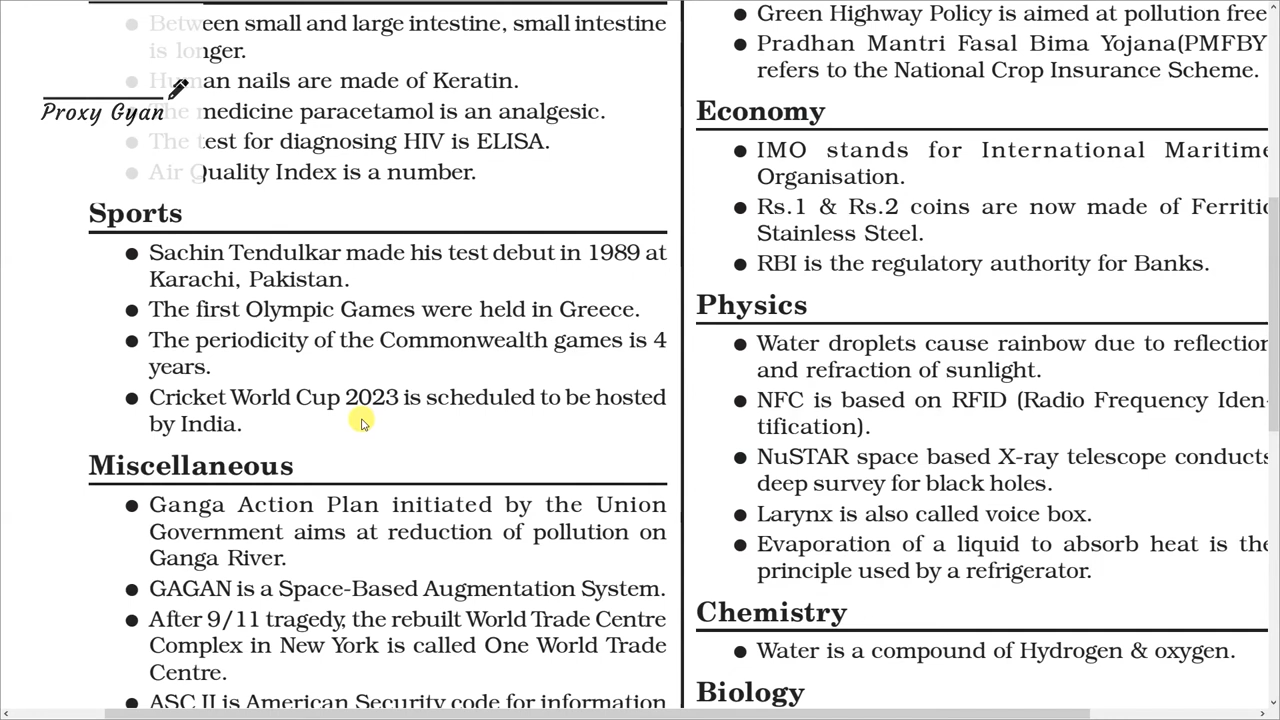 Between small and large intestine, small intestine
is longer.
Human nails are made of Keratin.
The medicine paracetamol is an analgesic.
The test for diagnosing HIV is ELISA.
Air Quality Index is a number.
Proxy Gyan
Sports
Sachin Tendulkar made his test debut in 1989 at
Karachi, Pakistan.
The first Olympic Games were held in Greece.
The periodicity of the Commonwealth games is 4
years.
Cricket World Cup 2023 is scheduled to be hosted
by India.
Miscellaneous
Ganga Action Plan initiated by the Union
Government aims at reduction of pollution on
Ganga River.
GAGAN is a Space-Based Augmentation System.
After 9/11 tragedy, the rebuilt World Trade Centre
Complex in New York is called One World Trade
Centre.
ASC II is American Security code for information
Green Highway Policy is aimed at pollution free
Pradhan Mantri Fasal Bima Yojana(PMFBY
refers to the National Crop Insurance Scheme.
Economy
IMO stands for International Maritime
Organisation.
Rs.1 & Rs.2 coins are now made of Ferritic
Stainless Steel.
RBI is the regulatory authority for Banks.
Physics
Water droplets cause rainbow due to reflection
and refraction of sunlight.
NFC is based on RFID (Radio Frequency Iden-
tification).
NuSTAR space based X-ray telescope conducts
deep survey for black holes.
Larynx is also called voice box.
Evaporation of a liquid to absorb heat is the
principle used by a refrigerator.
Chemistry
Water is a compound of Hydrogen & oxygen.
Biology